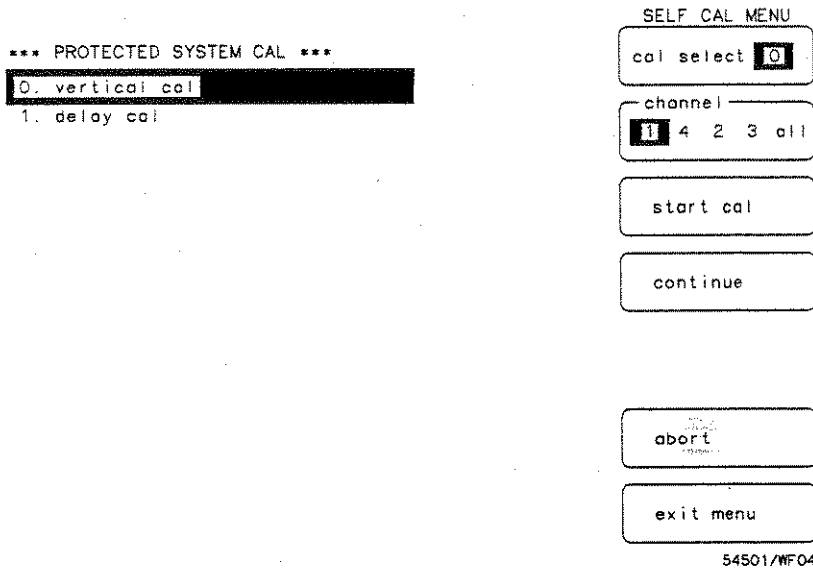 *** PROTECTED SYSTEM CAL ***
0. vertical cal
1. delay cal
SELF CAL MENU
cal select 0
channel
1 4 2 3 all
start cal
continue
abort
exit menu
54501/WF04